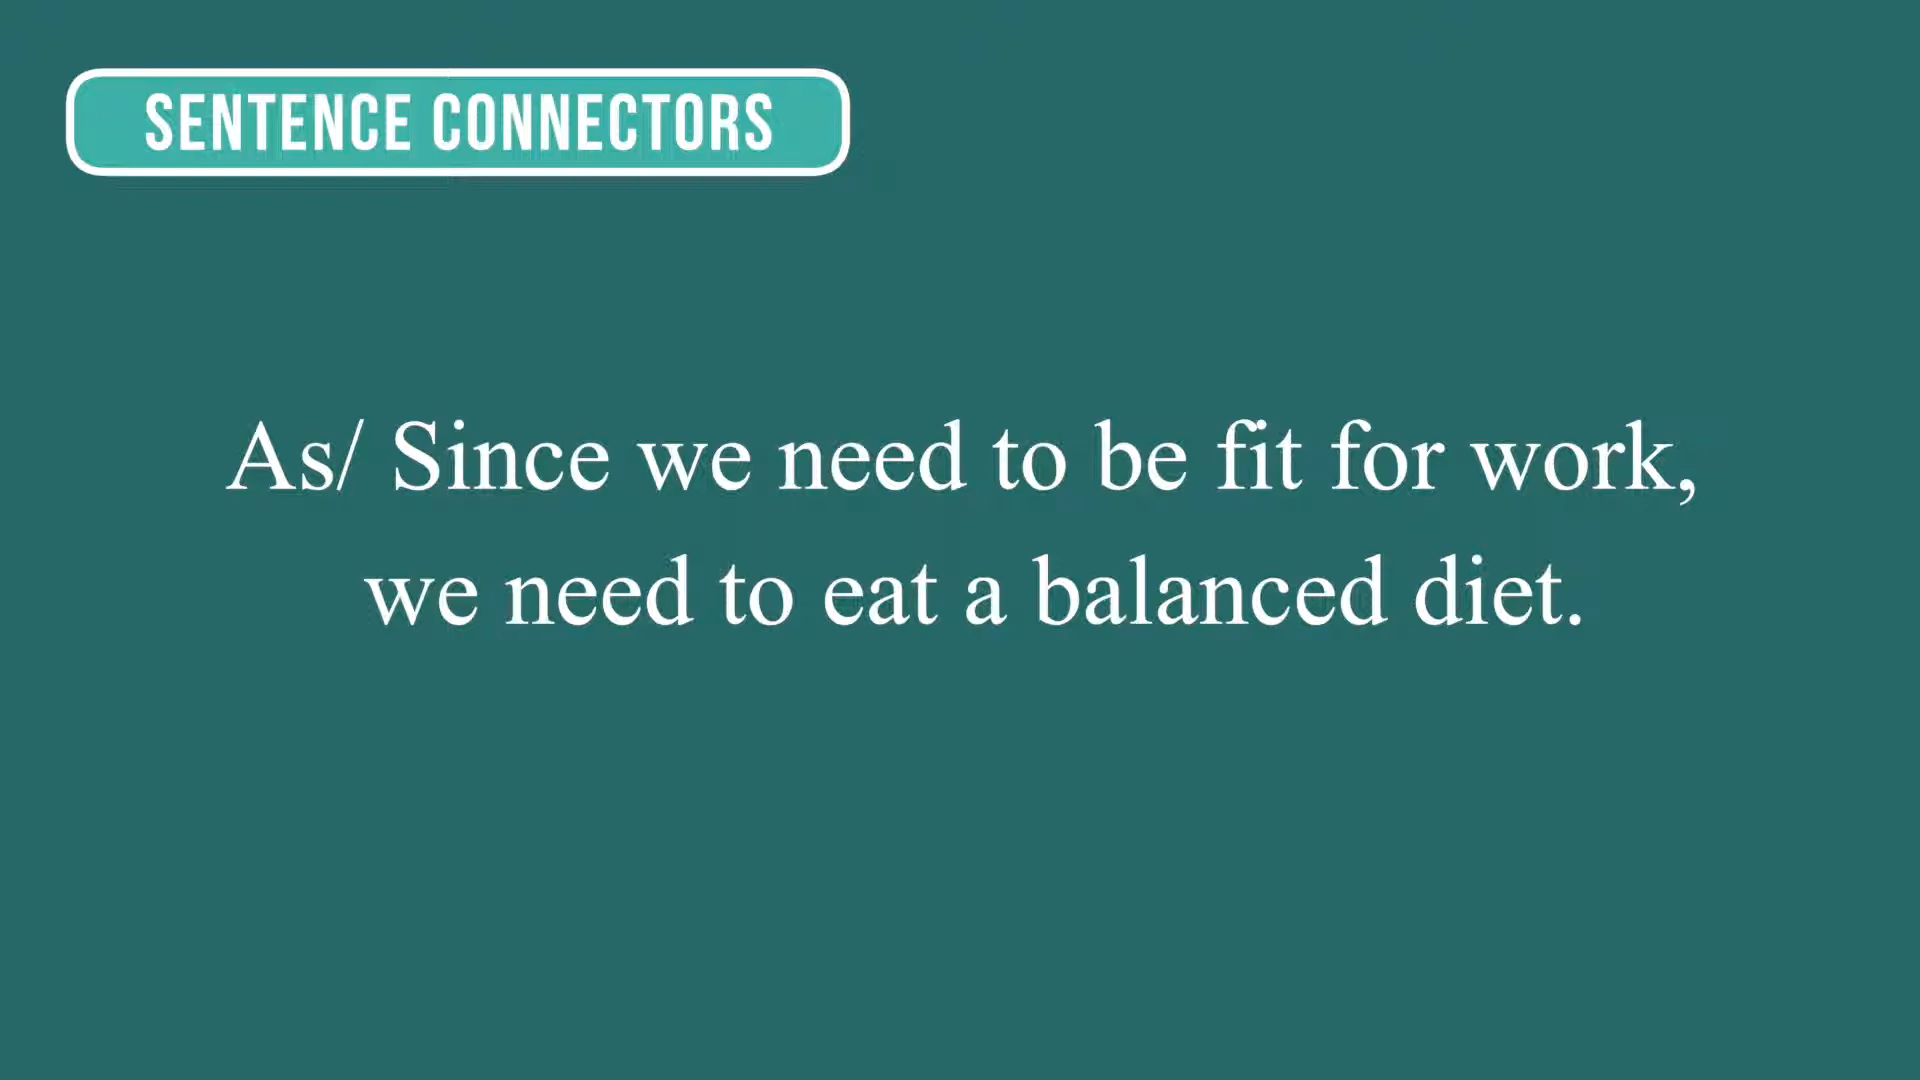 SENTENCE CONNECTORS
As/ Since we need to be fit for work,
we need to eat a balanced diet.